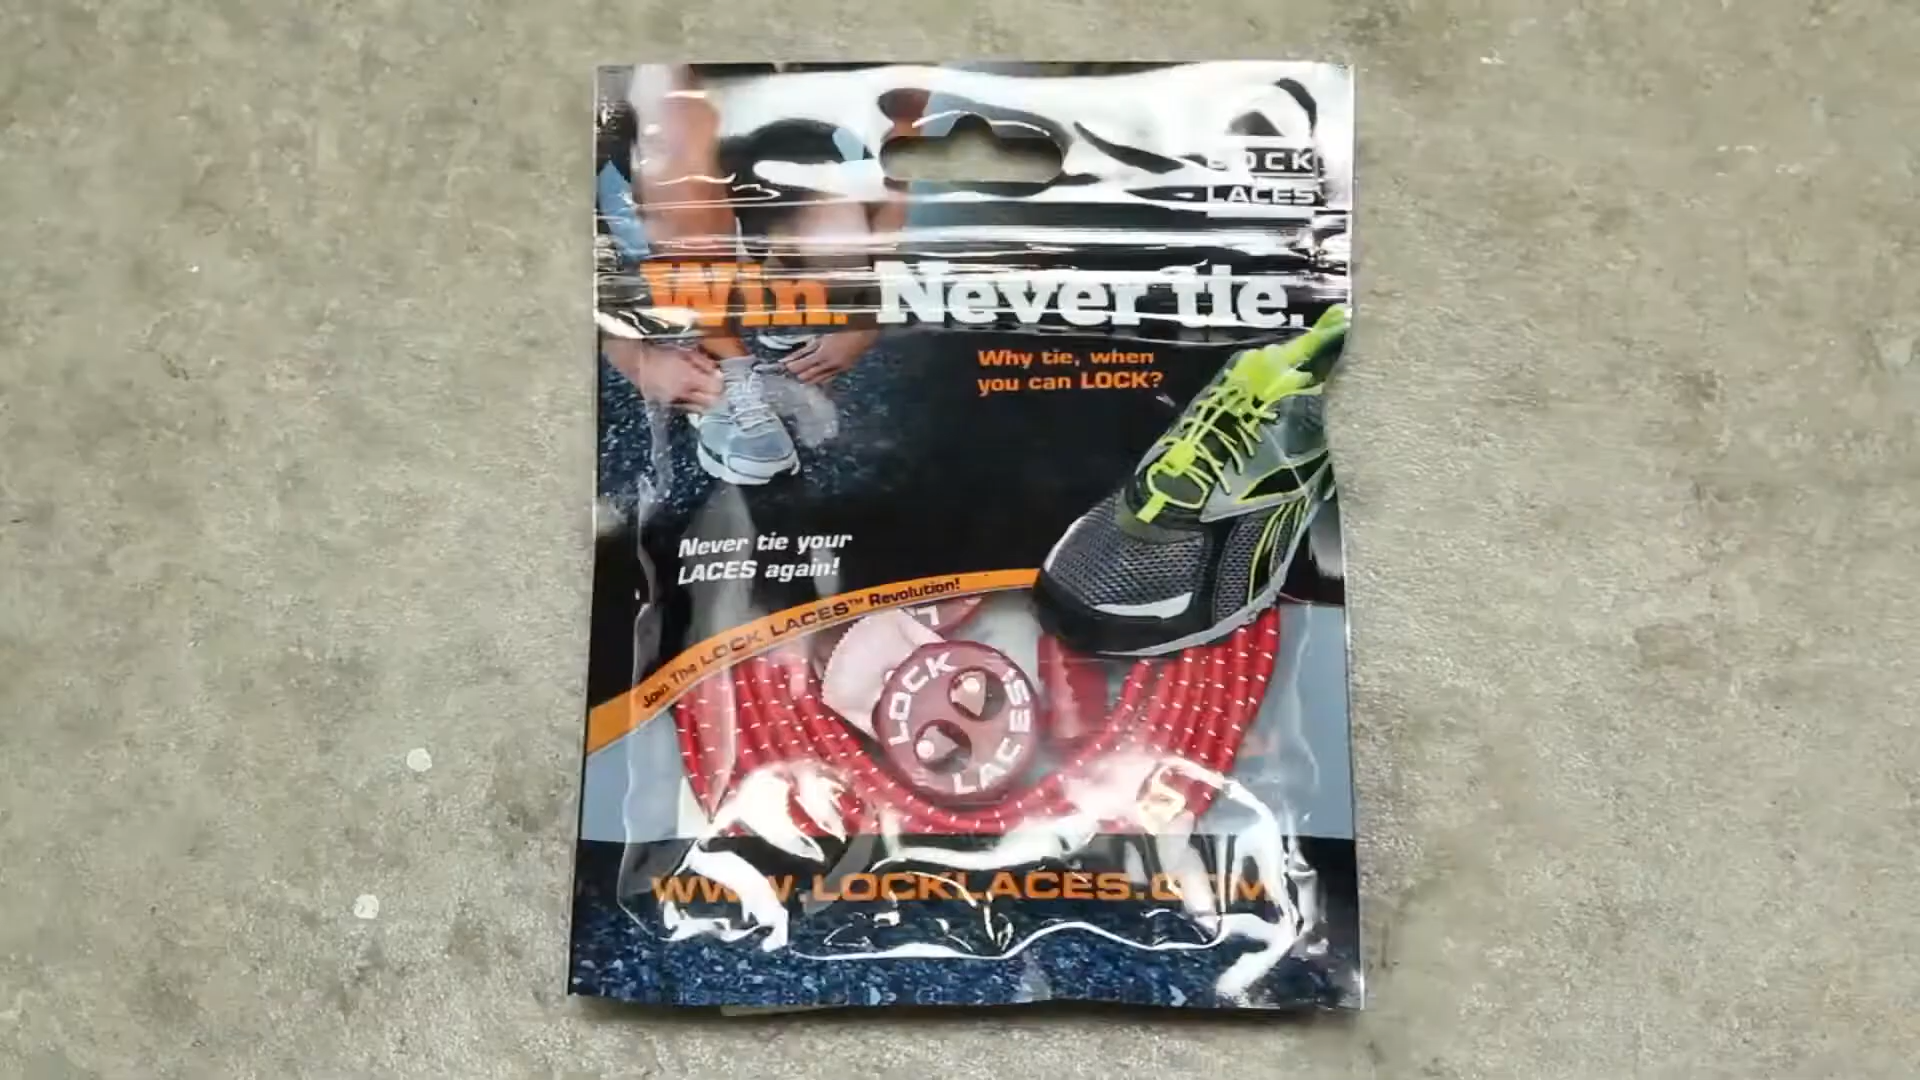 LOCK
LACES
Win. Never tie.
Why tie, when
you can LOCK?
Never tie your
LACES again!
Join The LOCK LACES™ Revolution!
LOCK
LACES
WWW.LOCKLACES.COM